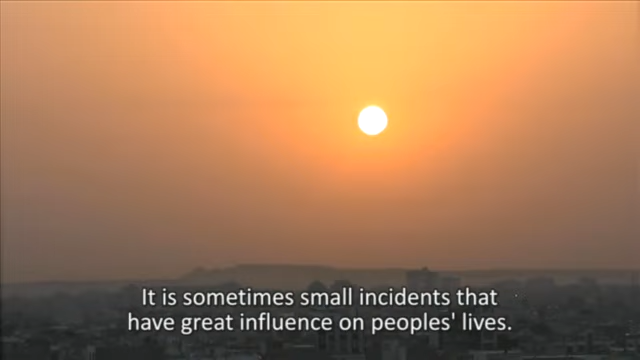 It is sometimes small incidents that
have great influence on peoples' lives.